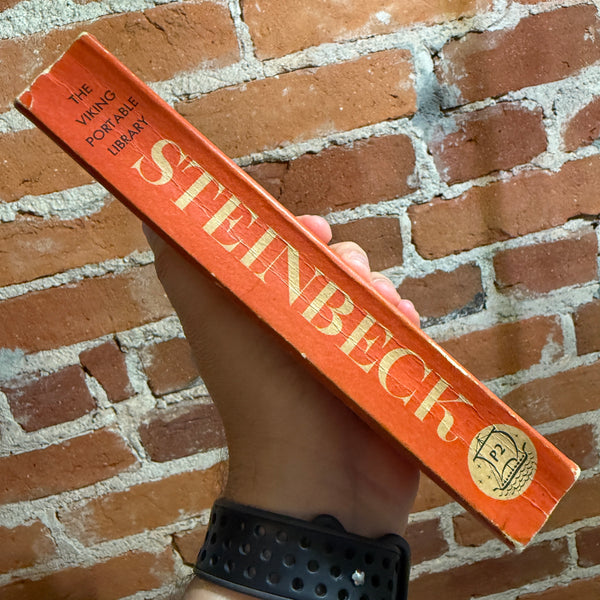 THE
VIKING
PORTABLE
LIBRARY
STEINBECK
P2